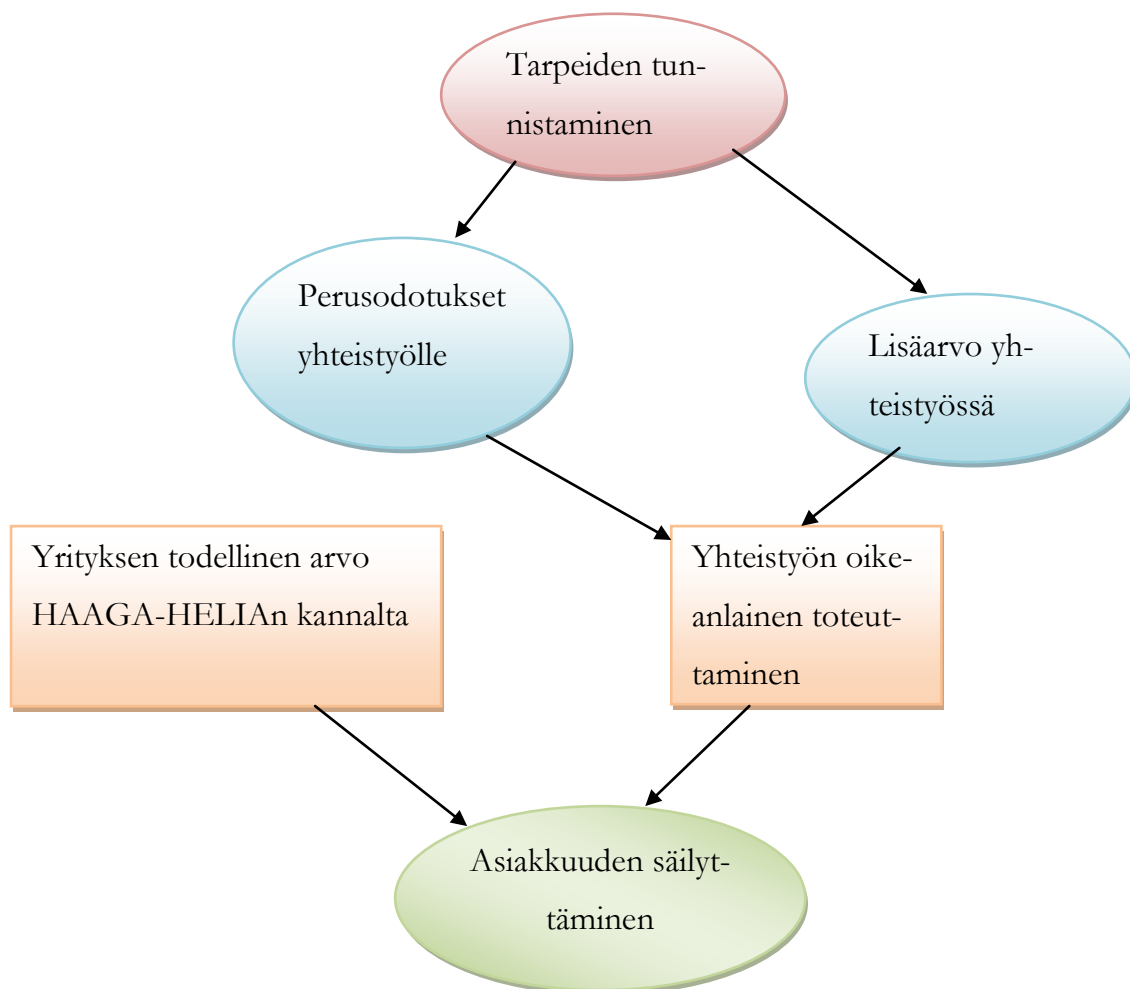 Tarpeiden tun-
nistaminen
Perusodotukset
yhteistyölle
Lisäarvo yh-
teistyössä
Yrityksen todellinen arvo
HAAGA-HELIAn kannalta
Yhteistyön oike-
anlainen toteut-
taminen
Asiakkuuden säilyt-
täminen